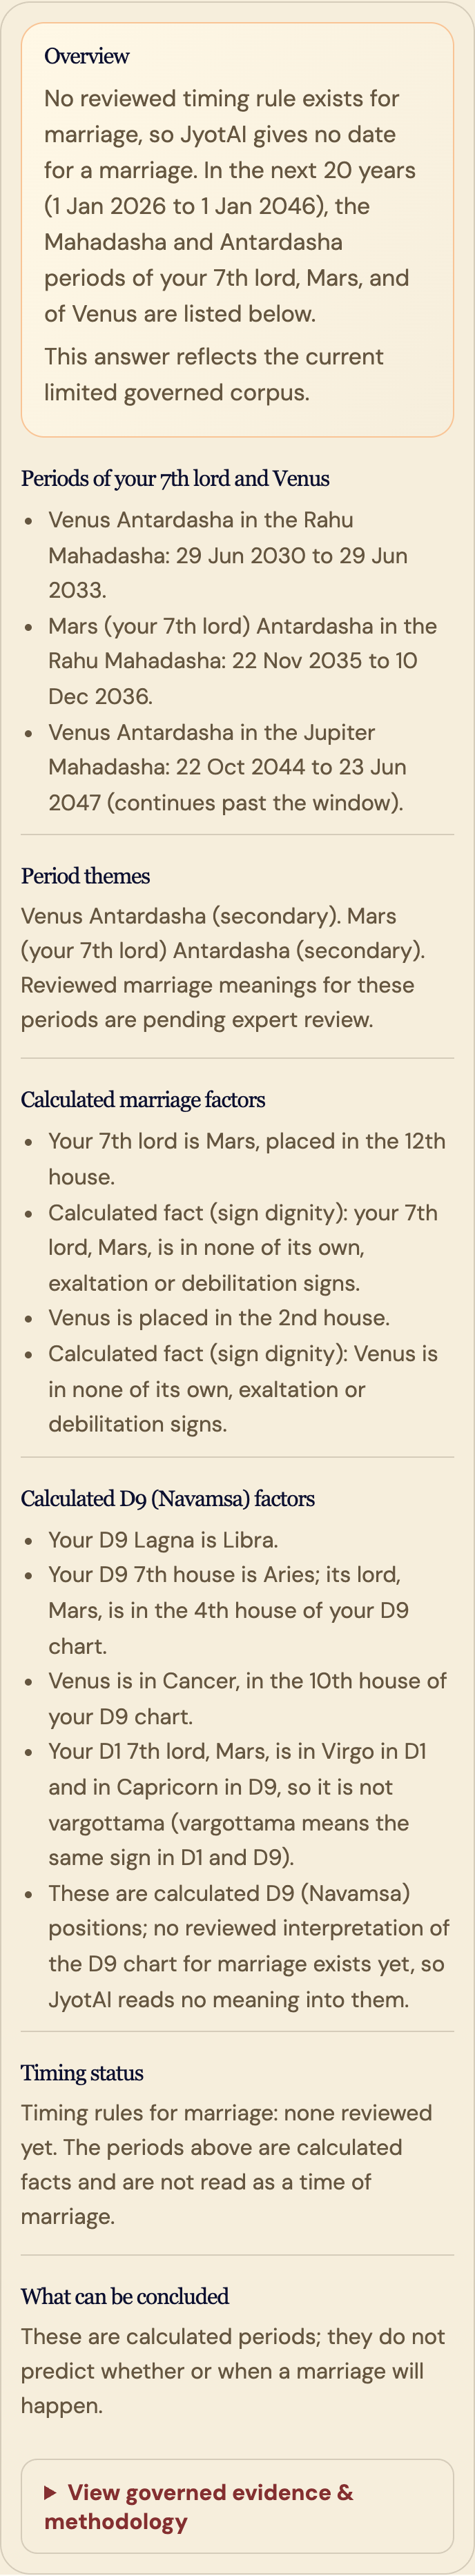 Overview
No reviewed timing rule exists for
marriage, so JyotAI gives no date
for a marriage. In the next 20 years
(1 Jan 2026 to 1 Jan 2046), the
Mahadasha and Antardasha
periods of your 7th lord, Mars, and
of Venus are listed below.
This answer reflects the current
limited governed corpus.
Periods of your 7th lord and Venus
• Venus Antardasha in the Rahu
Mahadasha: 29 Jun 2030 to 29 Jun
2033.
• Mars (your 7th lord) Antardasha in the
Rahu Mahadasha: 22 Nov 2035 to 10
Dec 2036.
• Venus Antardasha in the Jupiter
Mahadasha: 22 Oct 2044 to 23 Jun
2047 (continues past the window).
Period themes
Venus Antardasha (secondary). Mars
(your 7th lord) Antardasha (secondary).
Reviewed marriage meanings for these
periods are pending expert review.
Calculated marriage factors
• Your 7th lord is Mars, placed in the 12th
house.
• Calculated fact (sign dignity): your 7th
lord, Mars, is in none of its own,
exaltation or debilitation signs.
• Venus is placed in the 2nd house.
• Calculated fact (sign dignity): Venus is
in none of its own, exaltation or
debilitation signs.
Calculated D9 (Navamsa) factors
• Your D9 Lagna is Libra.
• Your D9 7th house is Aries; its lord,
Mars, is in the 4th house of your D9
chart.
• Venus is in Cancer, in the 10th house of
your D9 chart.
• Your D1 7th lord, Mars, is in Virgo in D1
and in Capricorn in D9, so it is not
vargottama (vargottama means the
same sign in D1 and D9).
• These are calculated D9 (Navamsa)
positions; no reviewed interpretation of
the D9 chart for marriage exists yet, so
JyotAI reads no meaning into them.
Timing status
Timing rules for marriage: none reviewed
yet. The periods above are calculated
facts and are not read as a time of
marriage.
What can be concluded
These are calculated periods; they do not
predict whether or when a marriage will
happen.
▶ View governed evidence &
methodology